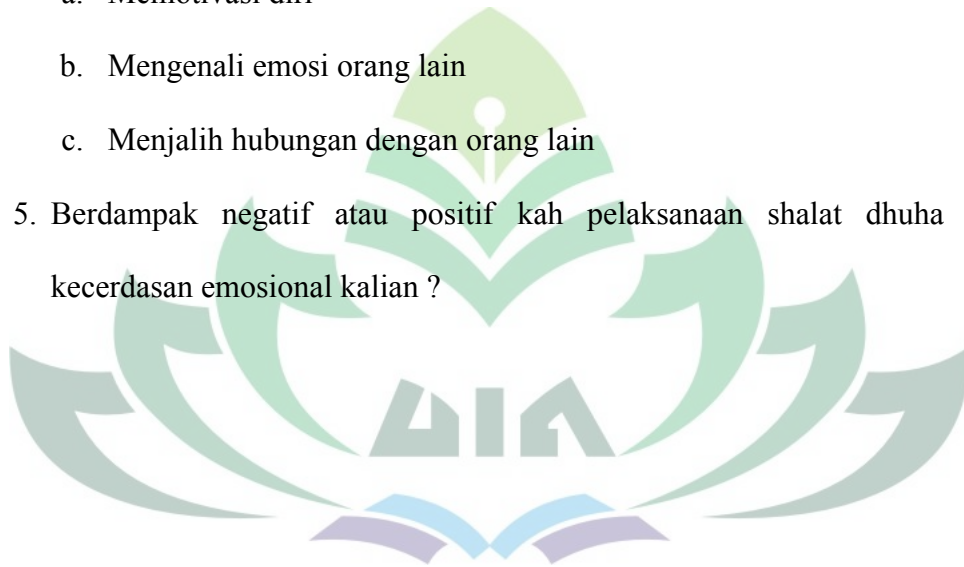 b. Mengenali emosi orang lain
c. Menjalih hubungan dengan orang lain
5. Berdampak negatif atau positif kah pelaksanaan shalat dhuha
kecerdasan emosional kalian ?
UIN